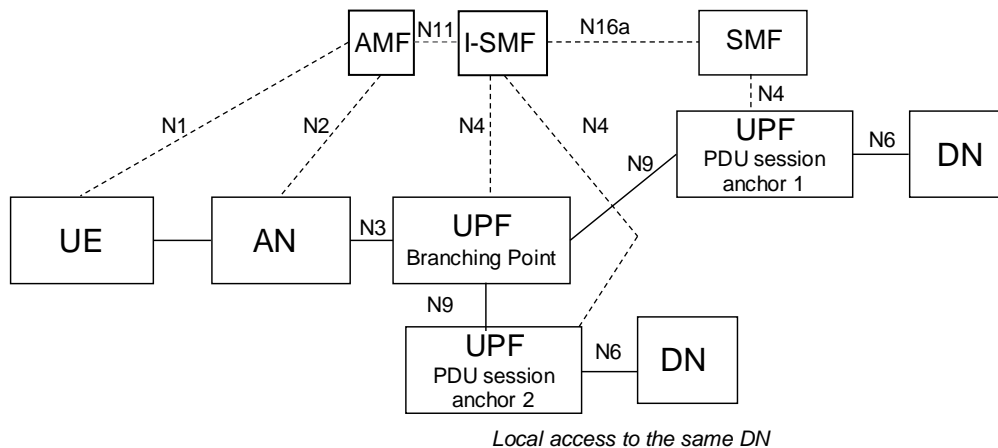 N11
N16a
AMF
I-SMF
SMF
N4
N1
N2
N4
N4
UPF
PDU session
anchor 1
N6
DN
N9
UE
AN
N3
UPF
Branching Point
N9
UPF
PDU session
anchor 2
N6
DN
Local access to the same DN